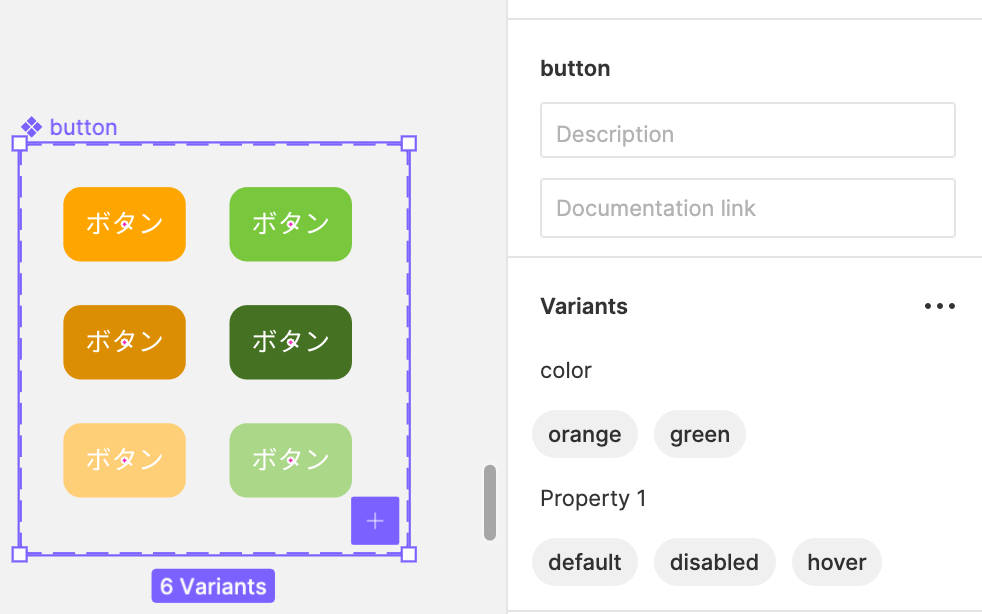 button
ボタン ボタン
ボタン ボタン
ボタン ボタン
6 Variants
button
Description
Documentation link
Variants
color
orange green
Property 1
default disabled hover